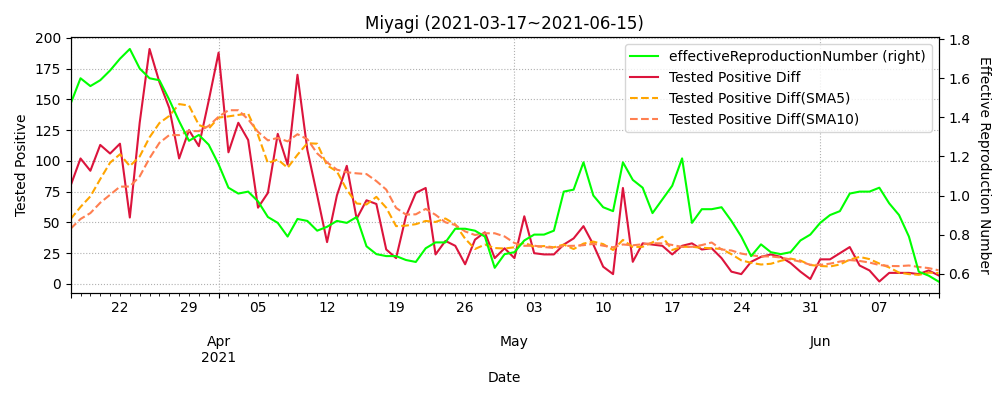 Miyagi (2021-03-17~2021-06-15)
effectiveReproductionNumber (right)
Tested Positive Diff
Tested Positive Diff(SMA5)
Tested Positive Diff(SMA10)
Tested Positive
200
175
150
125
100
75
50
25
0
1.8
1.6
1.4
1.2
1.0
0.8
0.6
Effective Reproduction Number
22 29 05 12 19 26 03 10 17 24 31 07
Apr May Jun
2021
Date